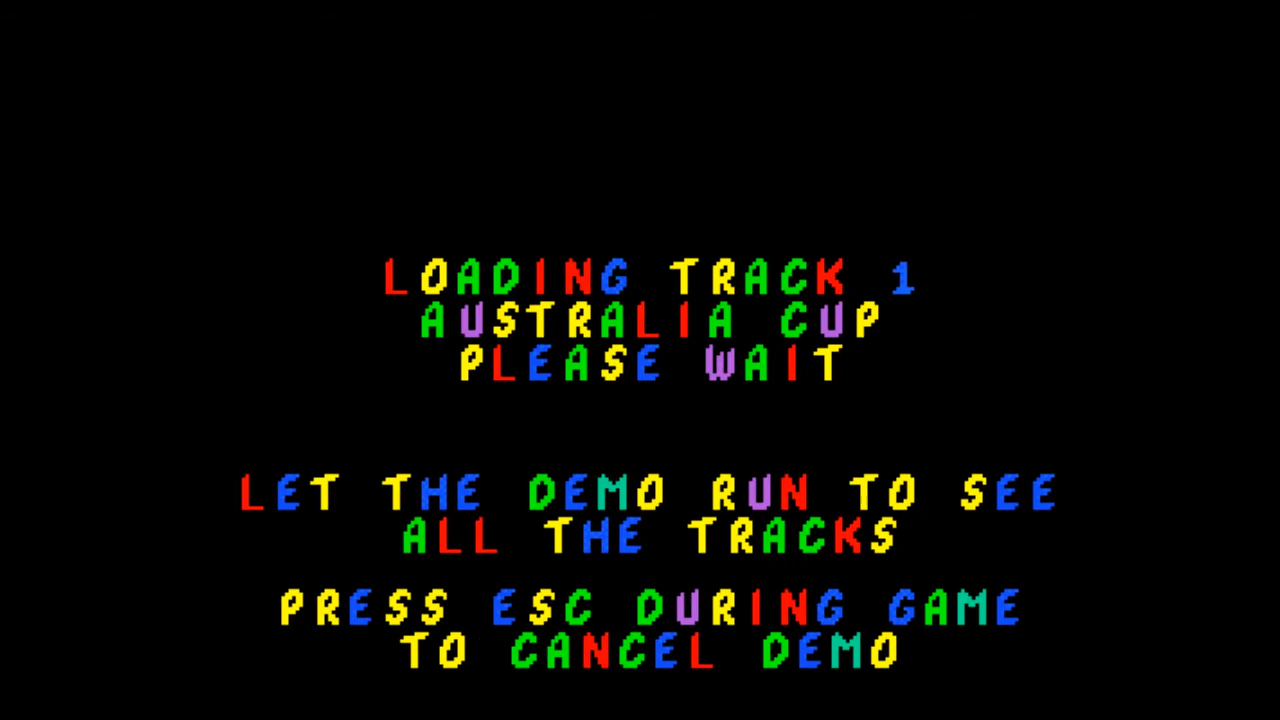 LOADING TRACK 1
AUSTRALIA CUP
PLEASE WAIT
LET THE DEMO RUN TO SEE
ALL THE TRACKS
PRESS ESC DURING GAME
TO CANCEL DEMO